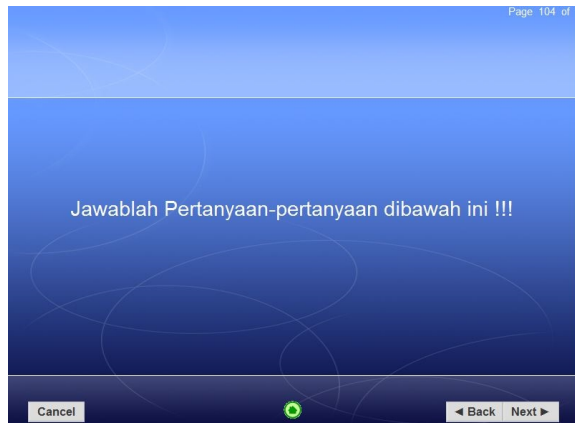 Page 104 of
Jawablah Pertanyaan-pertanyaan dibawah ini !!!
Cancel
◄ Back Next ►